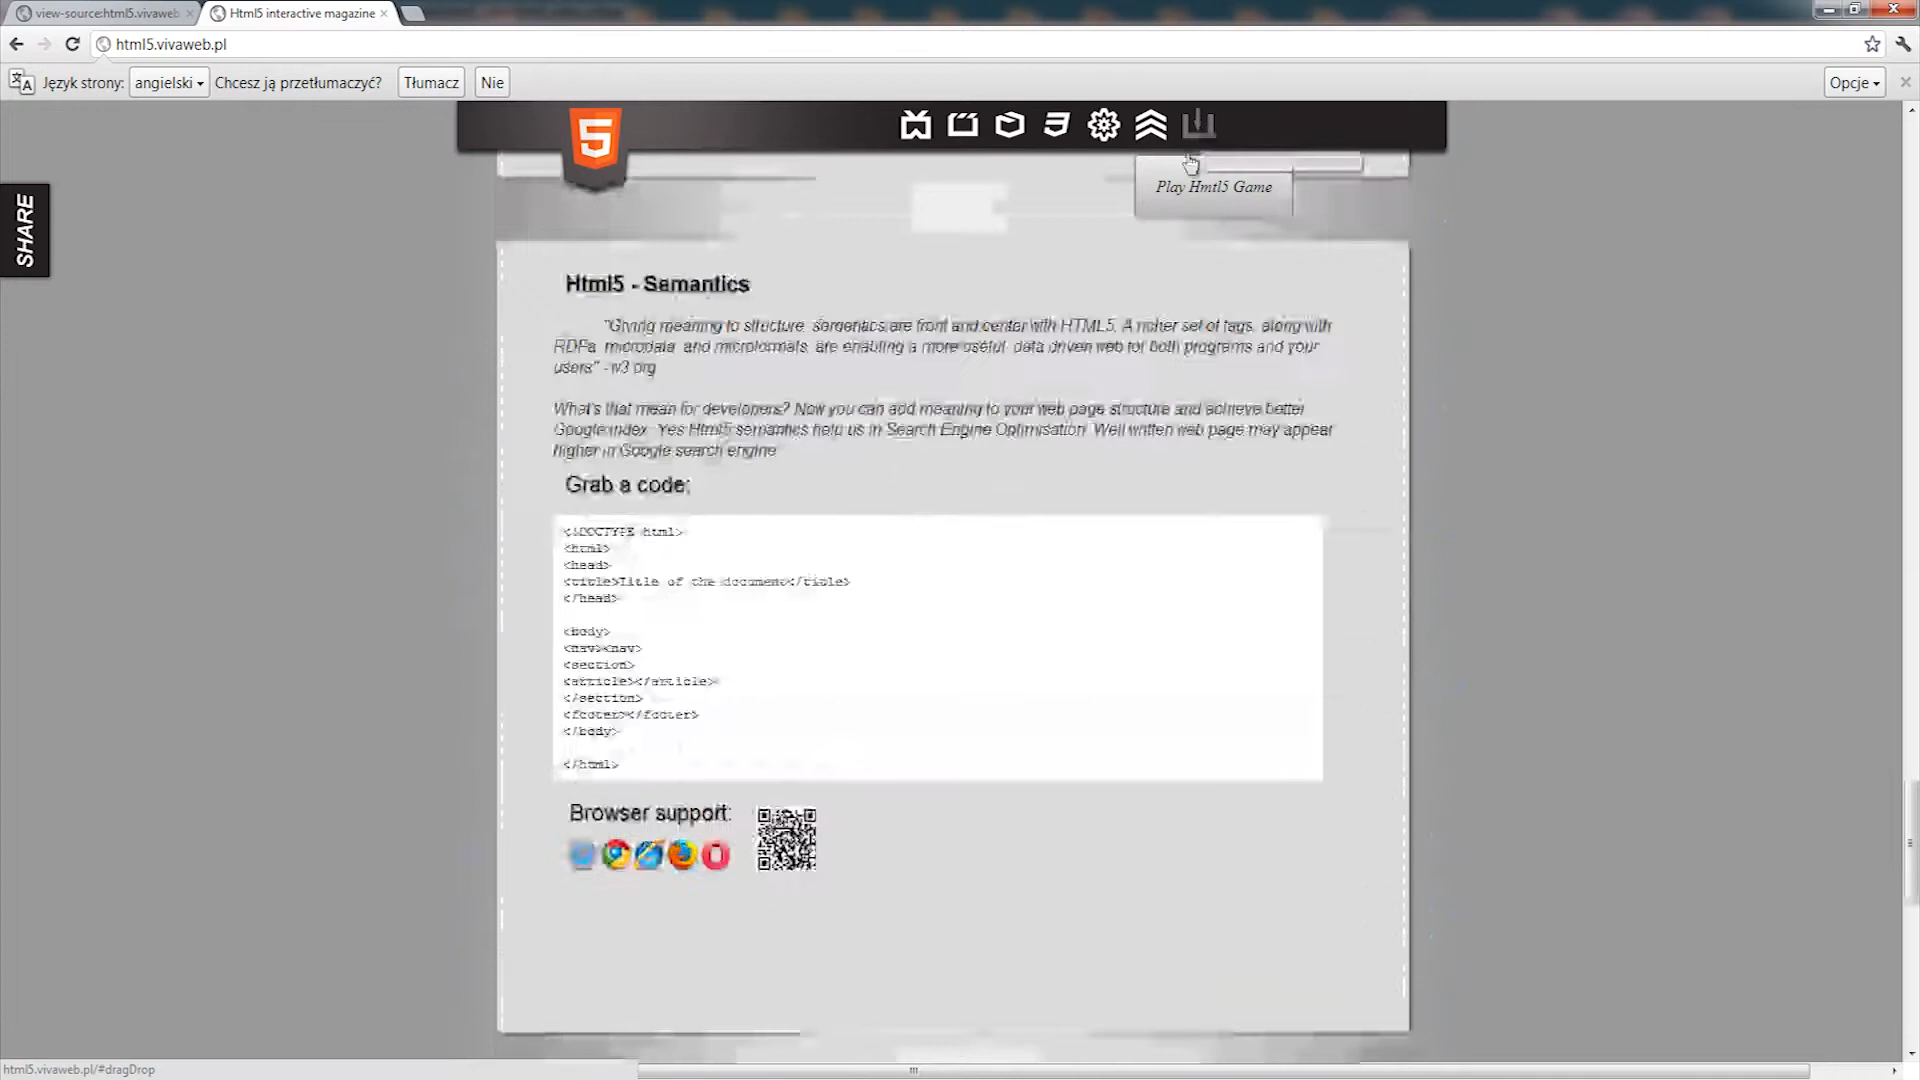 view-source:html5.vivaweb
Html5 interactive magazine
html5.vivaweb.pl
Język strony: angielski Chcesz ją przetłumaczyć? Tłumacz Nie Opcje
5
SHARE
Play Hmtl5 Game
Html5 - Semantics
"Giving meaning to structure, semantics are front and center with HTML5. A richer set of tags, along with
RDFa, microdata, and microformats, are enabling a more useful, data driven web for both programs and your
users" - w3.org
What's that mean for developers? Now you can add meaning to your web page structure and achieve better
Google index. Yes Html5 semantics help us in Search Engine Optimisation. Well written web page may appear
higher in Google search engine
Grab a code:
<!DOCTYPE html>
<html>
<head>
<title>Title of the document</title>
</head>
<body>
<nav><nav>
<section>
<article></article>
</section>
<footer></footer>
</body>
</html>
Browser support:
html5.vivaweb.pl/#dragDrop